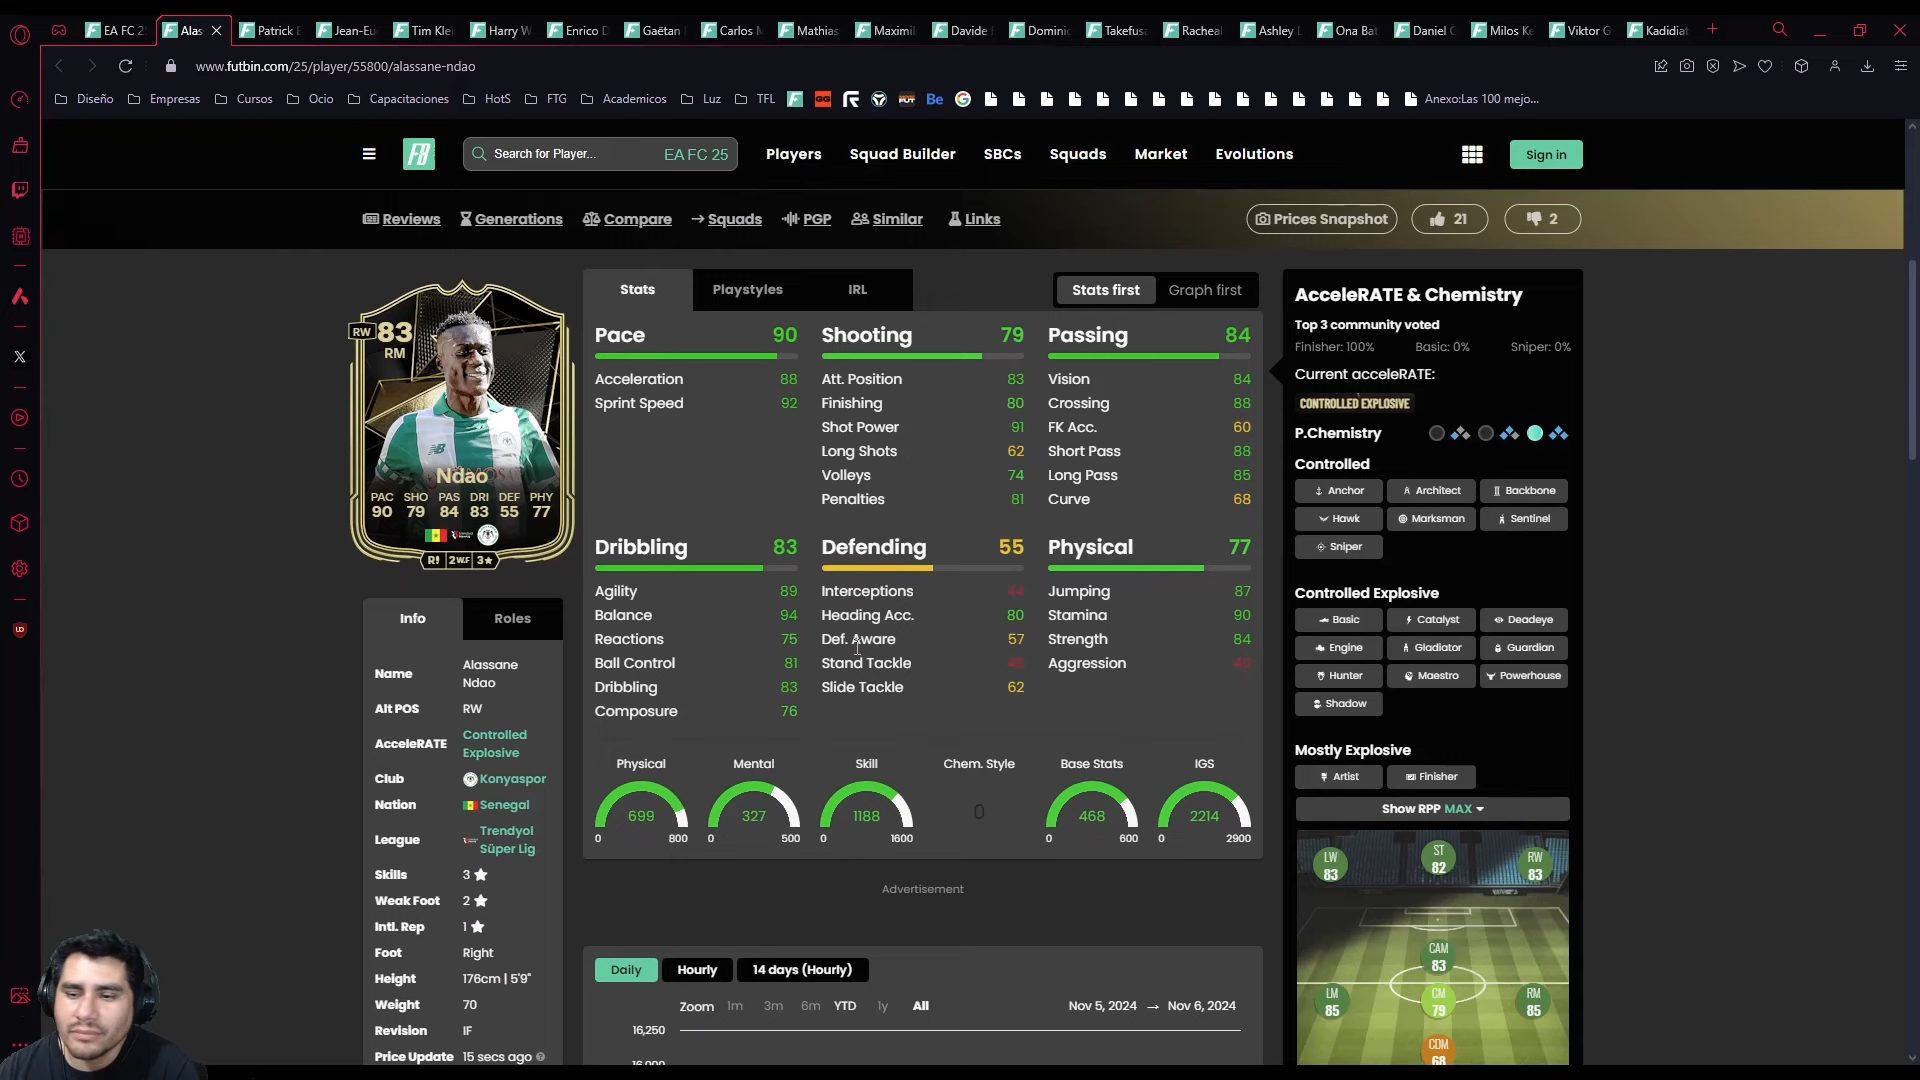 EA FC 2
Alas
Patrick
Jean-Eu
Tim Klei
Harry W
Enrico D
Gaëtan
Carlos M
Mathias
Maximil
Davide
Dominic
Takefusa
Racheal
Ashley L
Ona Bat
Daniel C
Milos Ke
Viktor G
Kadidiat
www.futbin.com/25/player/55800/alassane-ndao
Diseño Empresas Cursos Ocio Capacitaciones HotS FTG Academicos Luz TFL Be Anexo:Las 100 mejo...
FB Search for Player... EA FC 25 Players Squad Builder SBCs Squads Market Evolutions Sign in
Reviews Generations Compare Squads PGP Similar Links Prices Snapshot 21 2
RW 83
RM
Ndao
PAC SHO PAS DRI DEF PHY
90 79 84 83 55 77
R! 2W.F 3★
Info Roles
Name Alassane Ndao
Alt POS RW
AcceleRATE Controlled Explosive
Club Konyaspor
Nation Senegal
League Trendyol Süper Lig
Skills 3 ★
Weak Foot 2 ★
Intl. Rep 1 ★
Foot Right
Height 176cm | 5'9"
Weight 70
Revision IF
Price Update 15 secs ago
Stats Playstyles IRL Stats first Graph first
Pace 90
Acceleration 88
Sprint Speed 92
Shooting 79
Att. Position 83
Finishing 80
Shot Power 91
Long Shots 62
Volleys 74
Penalties 81
Passing 84
Vision 84
Crossing 88
FK Acc. 60
Short Pass 88
Long Pass 85
Curve 68
Dribbling 83
Agility 89
Balance 94
Reactions 75
Ball Control 81
Dribbling 83
Composure 76
Defending 55
Interceptions
Heading Acc. 80
Def. Aware 57
Stand Tackle
Slide Tackle 62
Physical 77
Jumping 87
Stamina 90
Strength 84
Aggression
Physical Mental Skill Chem. Style Base Stats IGS
699 327 1188 0 468 2214
0 800 0 500 0 1600 0 600 0 2900
Advertisement
Daily Hourly 14 days (Hourly)
Zoom 1m 3m 6m YTD 1y All Nov 5, 2024 → Nov 6, 2024
16,250
AcceleRATE & Chemistry
Top 3 community voted
Finisher: 100% Basic: 0% Sniper: 0%
Current acceleRATE:
CONTROLLED EXPLOSIVE
P.Chemistry
Controlled
Anchor Architect Backbone
Hawk Marksman Sentinel
Sniper
Controlled Explosive
Basic Catalyst Deadeye
Engine Gladiator Guardian
Hunter Maestro Powerhouse
Shadow
Mostly Explosive
Artist Finisher
Show RPP MAX
LW 83
ST 82
RW 83
CAM 83
LM 85
CM 79
RM 85
CDM 68